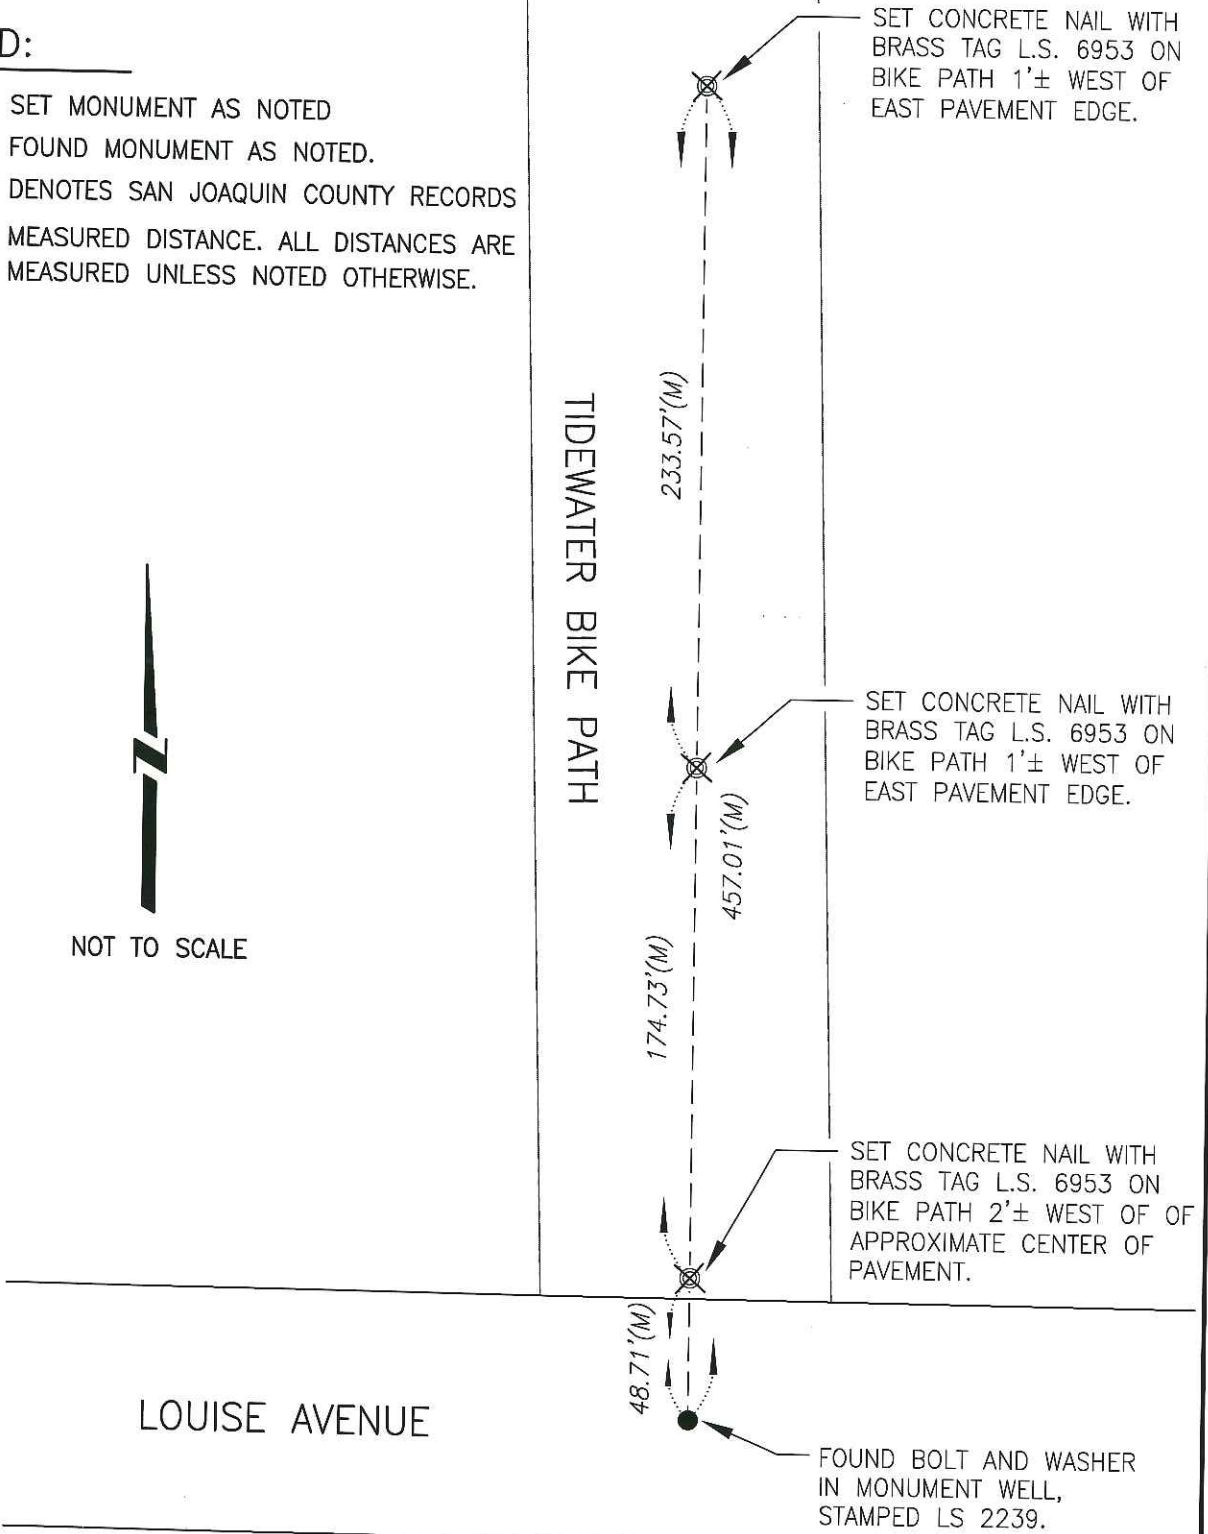 D:
SET MONUMENT AS NOTED
FOUND MONUMENT AS NOTED.
DENOTES SAN JOAQUIN COUNTY RECORDS
MEASURED DISTANCE. ALL DISTANCES ARE
MEASURED UNLESS NOTED OTHERWISE.
SET CONCRETE NAIL WITH
BRASS TAG L.S. 6953 ON
BIKE PATH 1'± WEST OF
EAST PAVEMENT EDGE.
233.57'(M)
TIDEWATER BIKE PATH
N
NOT TO SCALE
SET CONCRETE NAIL WITH
BRASS TAG L.S. 6953 ON
BIKE PATH 1'± WEST OF
EAST PAVEMENT EDGE.
457.01'(M)
174.73'(M)
SET CONCRETE NAIL WITH
BRASS TAG L.S. 6953 ON
BIKE PATH 2'± WEST OF OF
APPROXIMATE CENTER OF
PAVEMENT.
48.71'(M)
LOUISE AVENUE
FOUND BOLT AND WASHER
IN MONUMENT WELL,
STAMPED LS 2239.